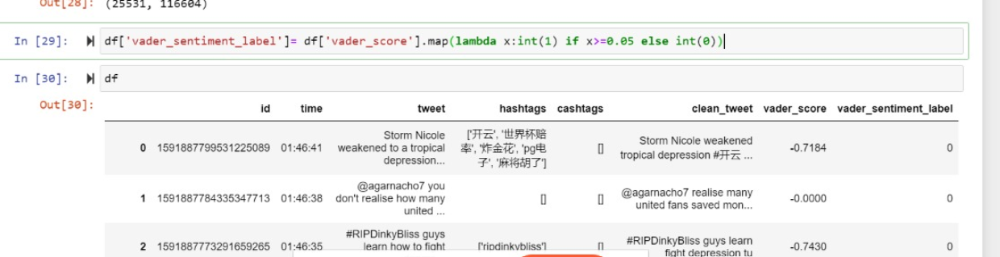 Out[28]: (25531, 116604)
In [29]: df['vader_sentiment_label']= df['vader_score'].map(lambda x:int(1) if x>=0.05 else int(0))
In [30]: df
Out[30]:
id time tweet hashtags cashtags clean_tweet vader_score vader_sentiment_label
0 1591887799531225089 01:46:41 Storm Nicole weakened to a tropical depression... ['开云', '世界杯赔率', '炸金花', 'pg电子', '麻将胡了'] [] Storm Nicole weakened tropical depression #开云 ... -0.7184 0
1 1591887784335347713 01:46:38 @agarnacho7 you don't realise how many united ... [] [] @agarnacho7 realise many united fans saved mon... -0.0000 0
2 1591887773291659265 01:46:35 #RIPDinkyBliss guys learn how to fight ['ripdinkybliss'] [] #RIPDinkyBliss guys learn fight depression tu -0.7430 0